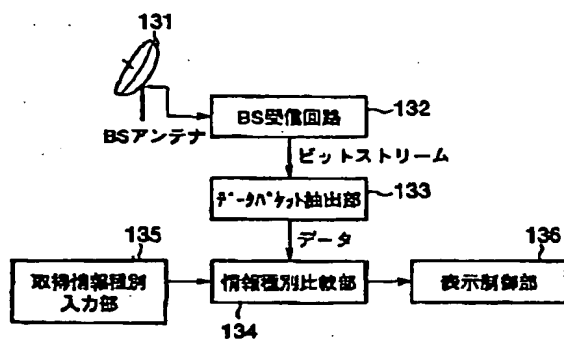 131
BSアンテナ
BS受信回路
132
ビットストリーム
ﾃﾞｰﾀﾊﾟｹｯﾄ抽出部
133
データ
135
136
取得情報種別
入力部
情報種別比較部
表示制御部
134